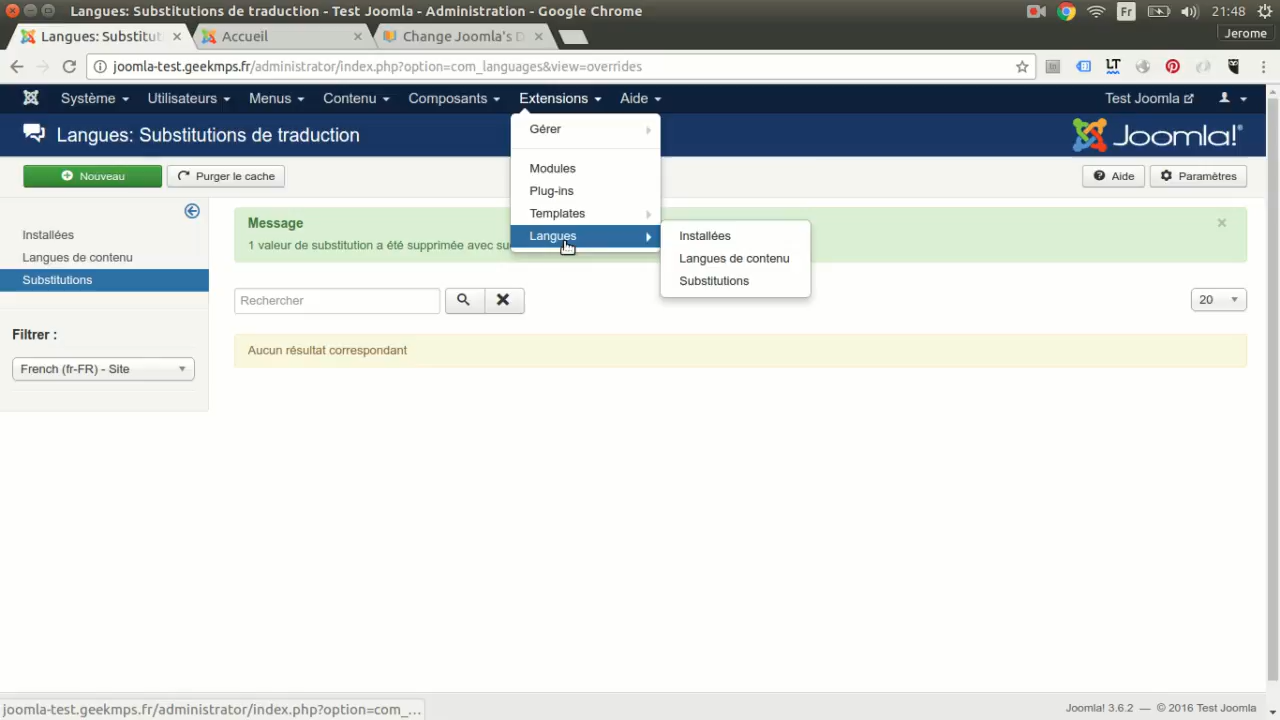 Langues: Substitutions de traduction - Test Joomla - Administration - Google Chrome
Fr
21:48
Langues: Substitut
Accueil
Change Joomla's D
Jerome
joomla-test.geekmps.fr/administrator/index.php?option=com_languages&view=overrides
LT
Système
Utilisateurs
Menus
Contenu
Composants
Extensions
Aide
Test Joomla
Langues: Substitutions de traduction
Joomla!®
Nouveau
Purger le cache
Aide
Paramètres
Gérer
Modules
Plug-ins
Templates
Langues
Installées
Langues de contenu
Substitutions
Installées
Langues de contenu
Substitutions
Filtrer :
French (fr-FR) - Site
Message
1 valeur de substitution a été supprimée avec su
Rechercher
20
Aucun résultat correspondant
joomla-test.geekmps.fr/administrator/index.php?option=com_...
Joomla! 3.6.2 — © 2016 Test Joomla